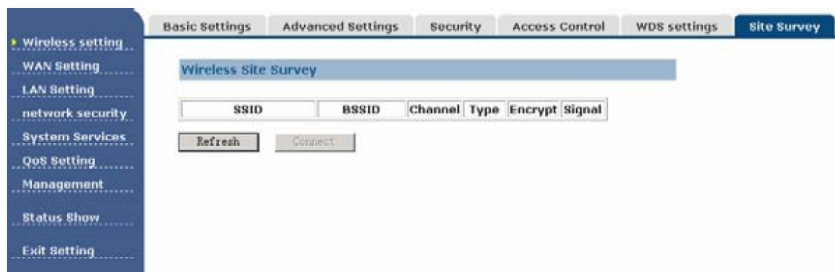 Basic Settings Advanced Settings Security Access Control WDS settings Site Survey
Wireless setting
WAN Setting
LAN Setting
network security
System Services
QoS Setting
Management
Status Show
Exit Setting
Wireless Site Survey
SSID BSSID Channel Type Encrypt Signal
Refresh Connect